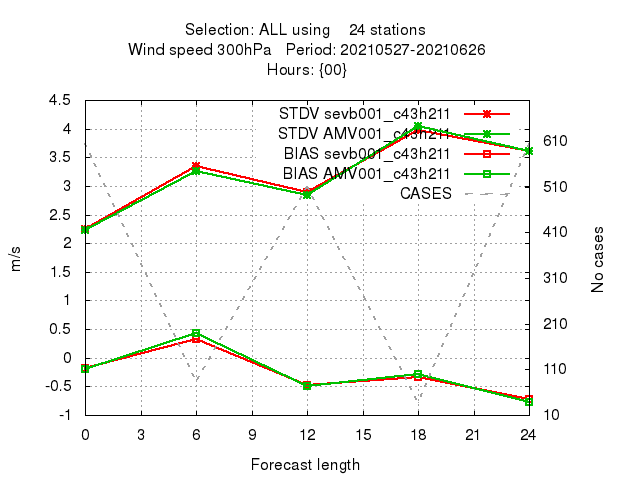 Selection: ALL using    24 stations
Wind speed 300hPa   Period: 20210527-20210626
Hours: {00}
STDV sevb001_c43h211
STDV AMV001_c43h211
BIAS sevb001_c43h211
BIAS AMV001_c43h211
CASES
4.5
4
3.5
3
2.5
2
1.5
1
0.5
0
-0.5
-1
m/s
610
510
410
310
210
110
10
No cases
0 3 6 9 12 15 18 21 24
Forecast length